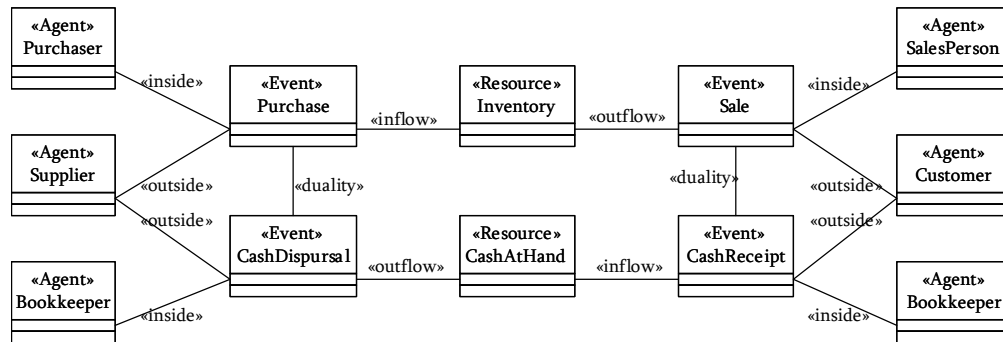 «Agent»
Purchaser
«inside»
«Event»
Purchase
«inflow»
«Resource»
Inventory
«outflow»
«Event»
Sale
«inside»
«Agent»
SalesPerson
«Agent»
Supplier
«outside»
«outside»
«duality»
«duality»
«outside»
«outside»
«Agent»
Customer
«Event»
CashDispursal
«outflow»
«Resource»
CashAtHand
«inflow»
«Event»
CashReceipt
«Agent»
Bookkeeper
«inside»
«inside»
«Agent»
Bookkeeper